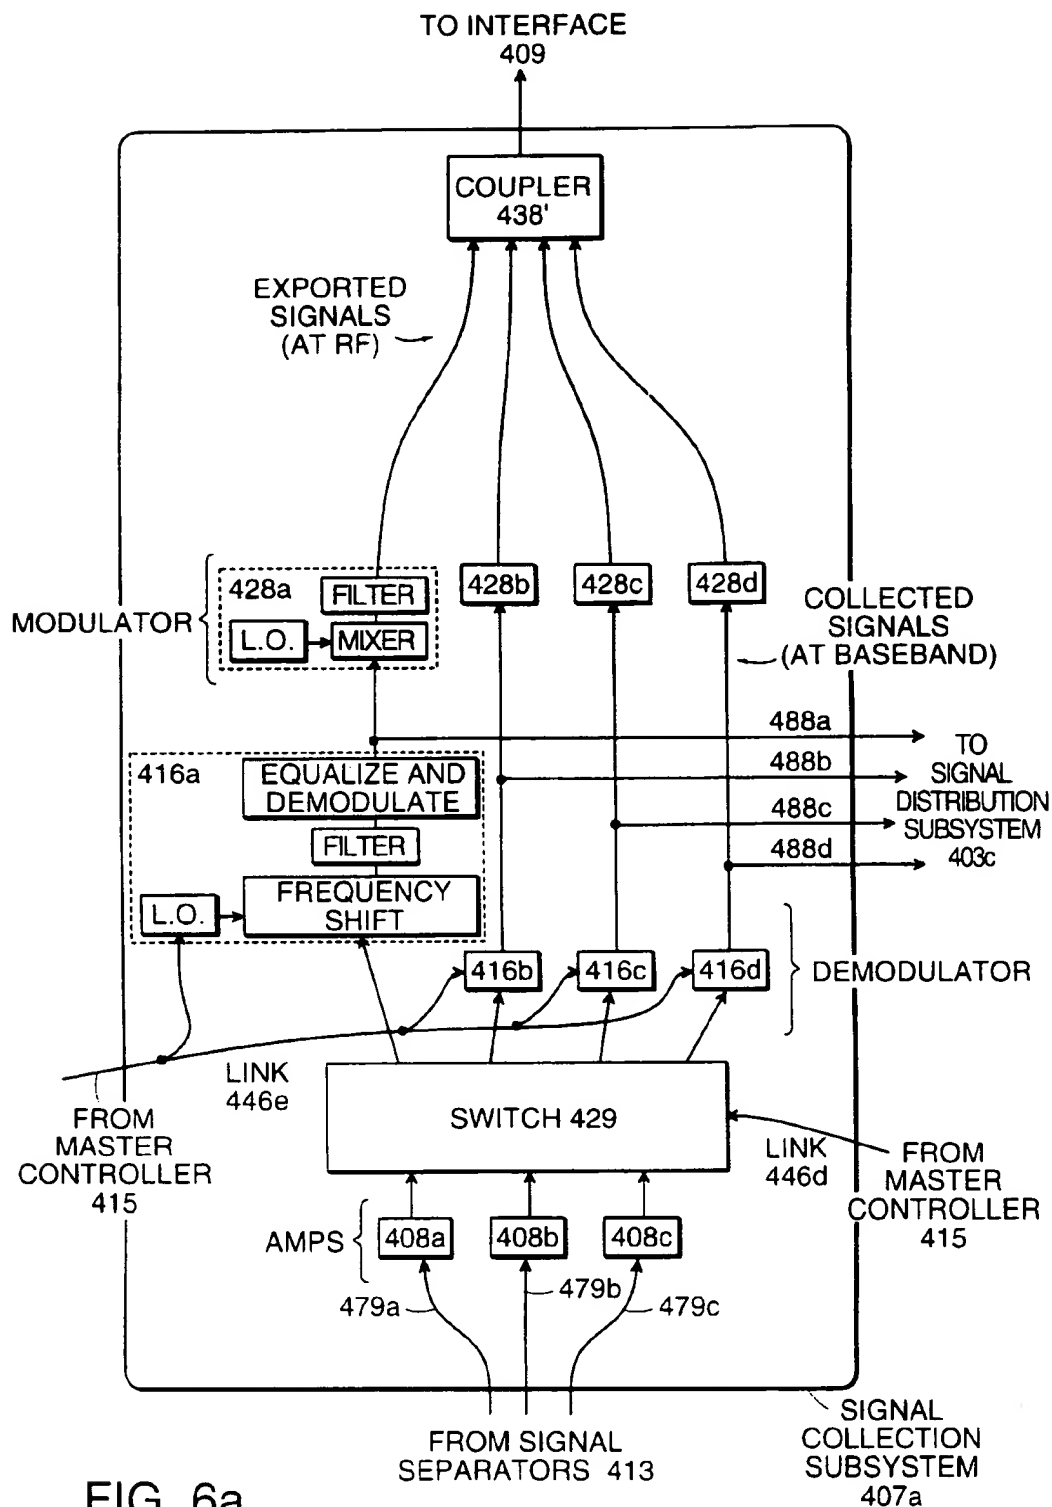 TO INTERFACE
409
COUPLER
438'
EXPORTED
SIGNALS
(AT RF)
428a
FILTER
L.O.
MIXER
MODULATOR
428b
428c
428d
COLLECTED
SIGNALS
(AT BASEBAND)
488a
488b
488c
488d
TO
SIGNAL
DISTRIBUTION
SUBSYSTEM
403c
416a
EQUALIZE AND
DEMODULATE
FILTER
FREQUENCY
SHIFT
L.O.
416b
416c
416d
DEMODULATOR
LINK
446e
FROM
MASTER
CONTROLLER
415
SWITCH 429
LINK
446d
FROM
MASTER
CONTROLLER
415
AMPS
408a
408b
408c
479a
479b
479c
FROM SIGNAL
SEPARATORS 413
SIGNAL
COLLECTION
SUBSYSTEM
407a
FIG. 6a